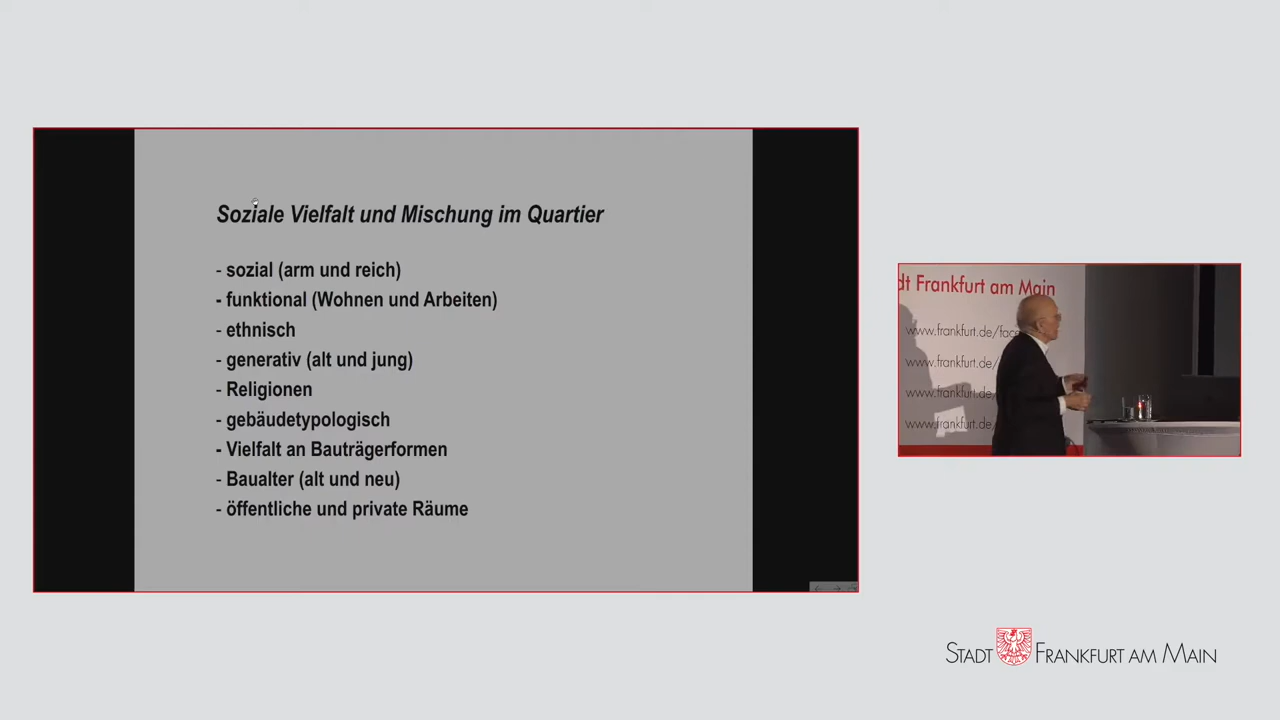 Soziale Vielfalt und Mischung im Quartier
- sozial (arm und reich)
- funktional (Wohnen und Arbeiten)
- ethnisch
- generativ (alt und jung)
- Religionen
- gebäudetypologisch
- Vielfalt an Bauträgerformen
- Baualter (alt und neu)
- öffentliche und private Räume
dt Frankfurt am Main
www.frankfurt.de/face
www.frankfurt.de/
www.frankfurt.de/
www.frankfurt.de/
STADT FRANKFURT AM MAIN